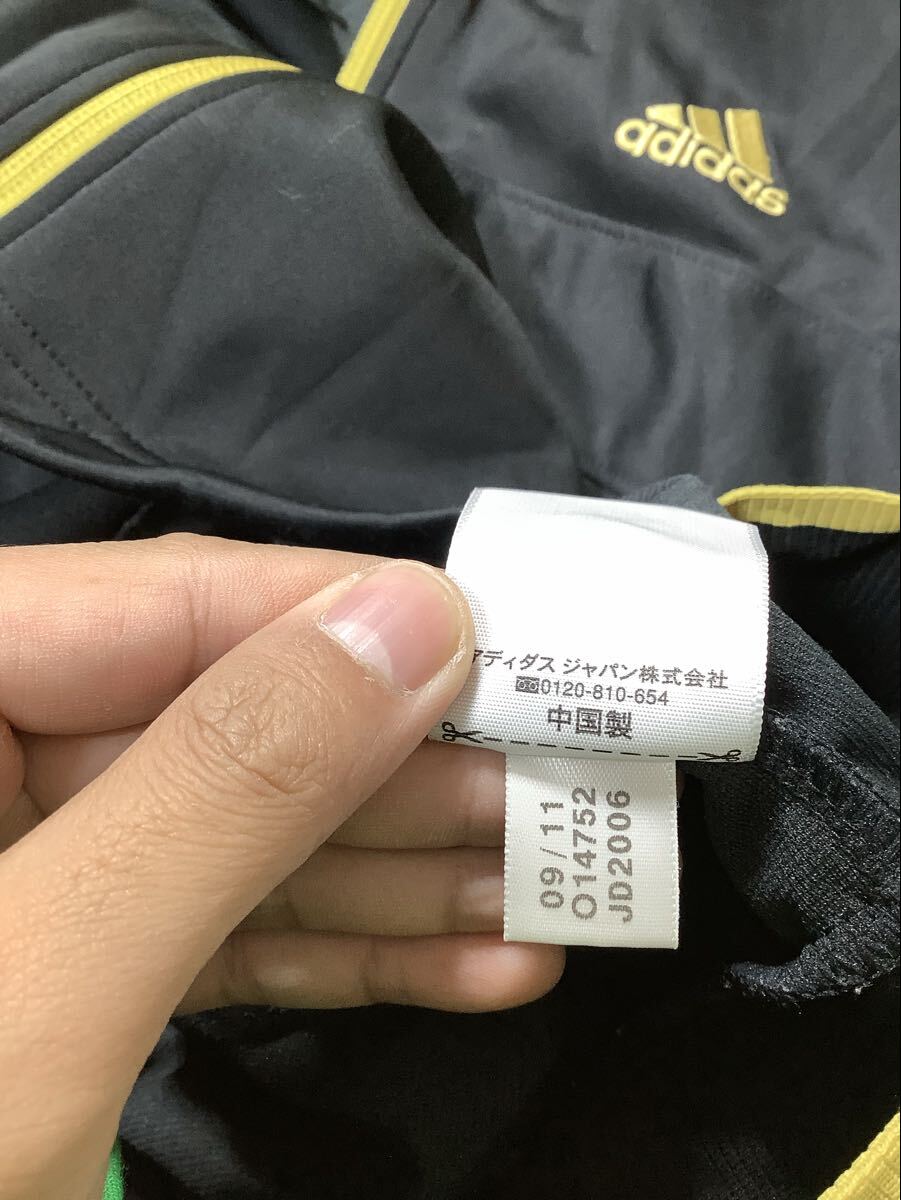 adidas
アディダス ジャパン株式会社
0120-810-654
中国製
09/11
O14752
JD2006